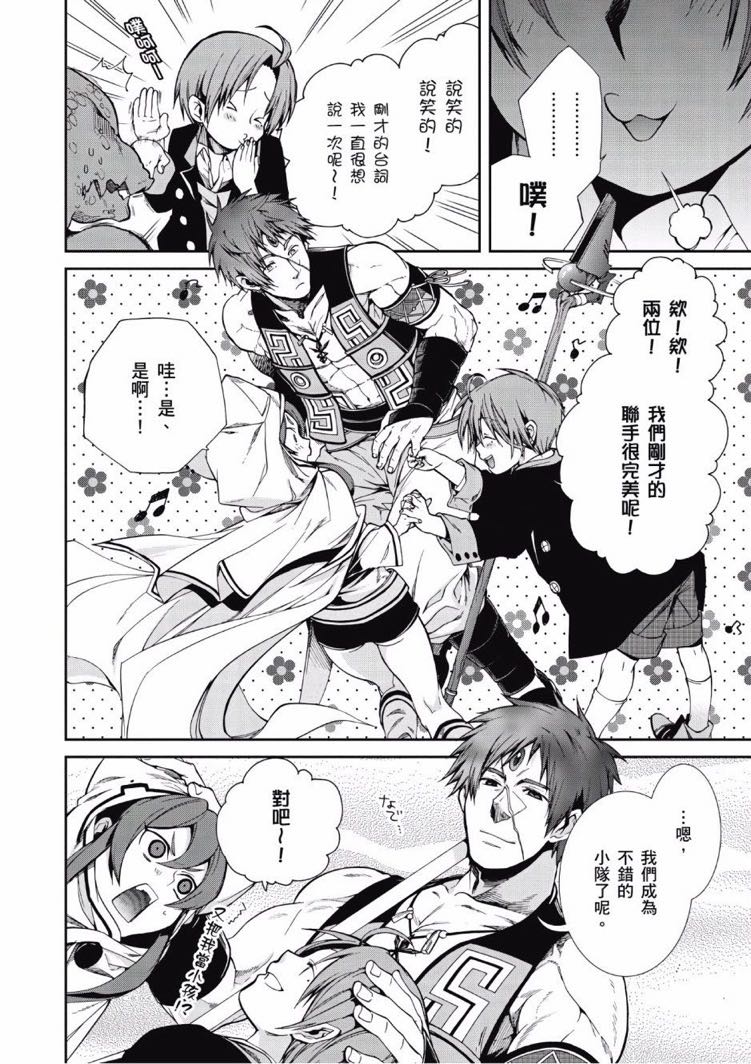 ………
………
噗！
說笑的
說笑的！
剛才的台詞
我一直很想
說一次呢～！
噗呵呵—
欸！欸！
兩位！
我們剛才的
聯手很完美呢！
哇…是、
是啊…！
…嗯，
我們成為
不錯的
小隊了呢。
なで…
對吧～！
又把我當小孩！？